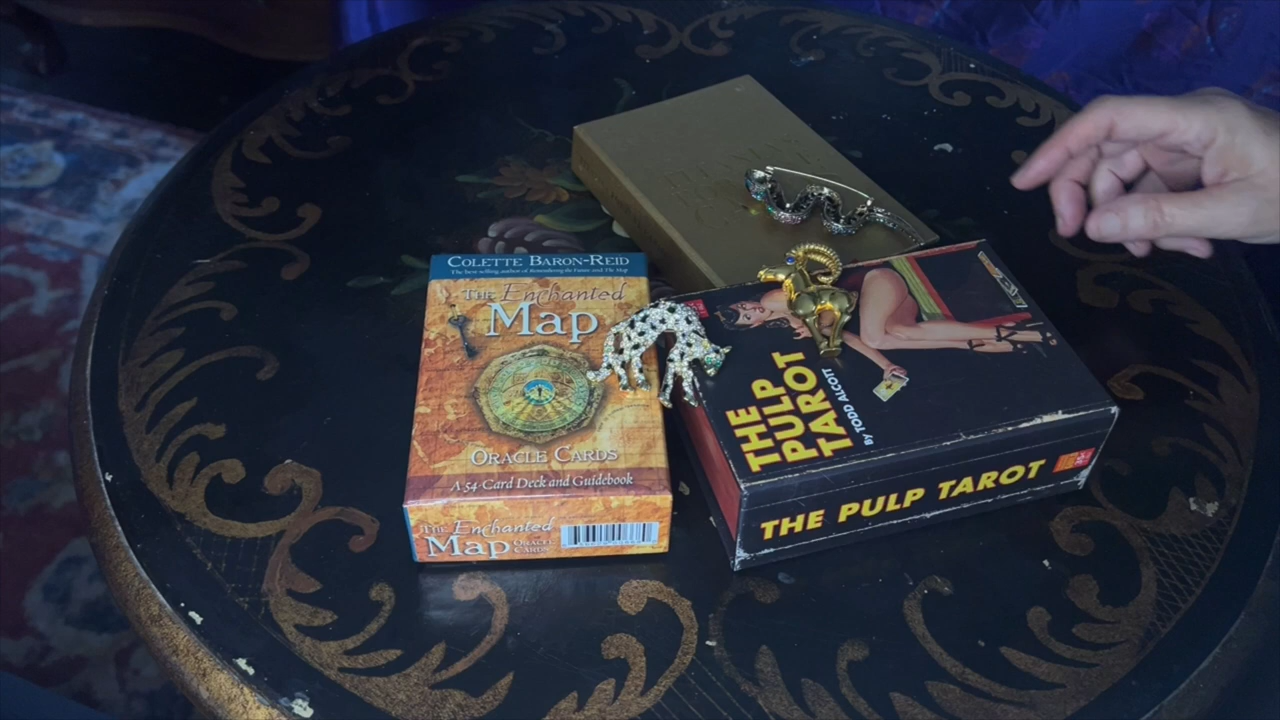 COLETTE BARON-REID
The best-selling author of Remembering the Future and The Map
THE Enchanted
Map
ORACLE CARDS
A 54-Card Deck and Guidebook
THE Enchanted
Map ORACLE
CARDS
THE
PULP
TAROT
By TODD ALCOTT
THE PULP TAROT